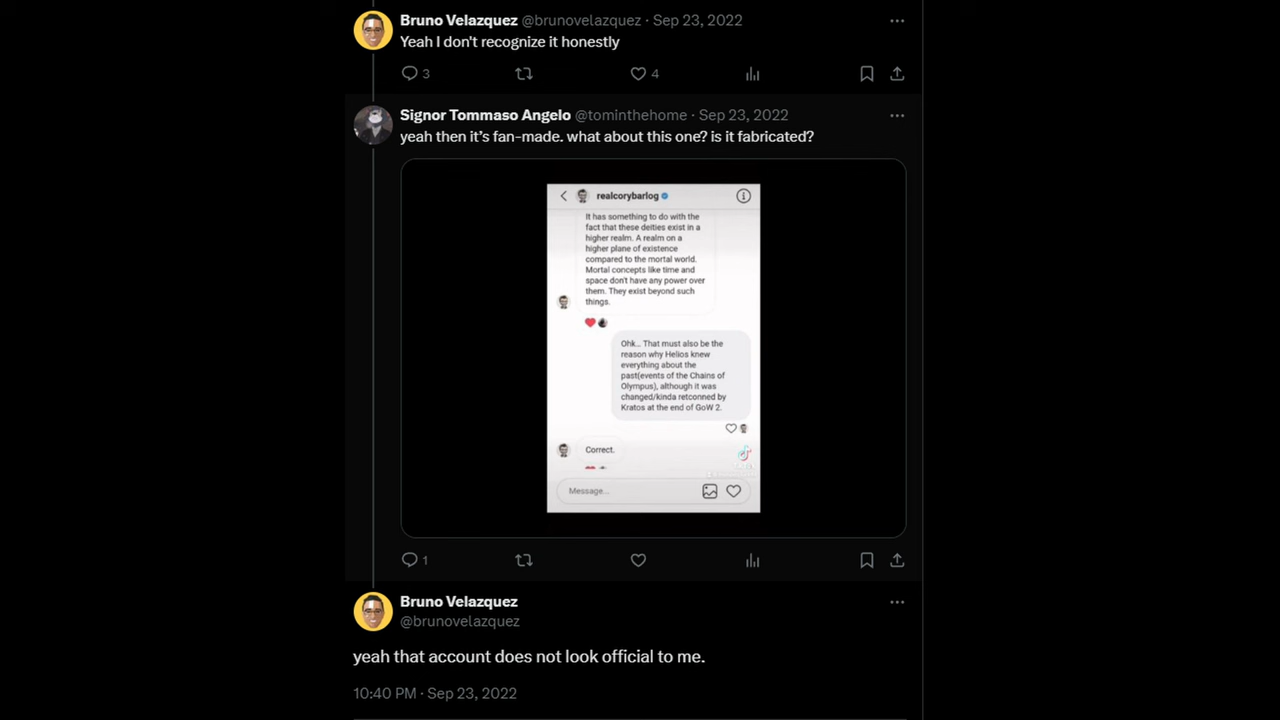 Bruno Velazquez @brunovelazquez · Sep 23, 2022
Yeah I don't recognize it honestly
3
4
Signor Tommaso Angelo @tominthehome · Sep 23, 2022
yeah then it's fan-made. what about this one? is it fabricated?
realcorybarlog
It has something to do with the
fact that these deities exist in a
higher realm. A realm on a
higher plane of existence
compared to the mortal world.
Mortal concepts like time and
space don't have any power over
them. They exist beyond such
things.
Ohk... That must also be the
reason why Helios knew
everything about the
past(events of the Chains of
Olympus), although it was
changed/kinda retconned by
Kratos at the end of GoW 2.
Correct.
Message...
1
Bruno Velazquez
@brunovelazquez
yeah that account does not look official to me.
10:40 PM · Sep 23, 2022